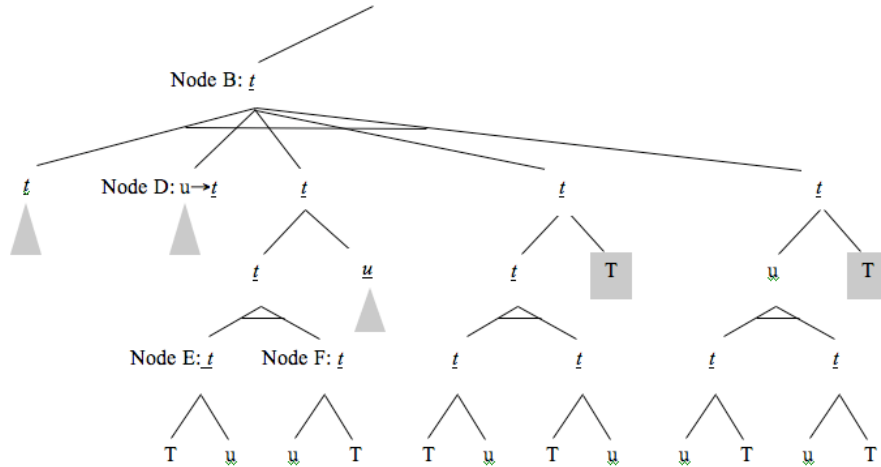 Node B: t
t Node D: u→t t t t
t u t T u T
Node E: t Node F: t t t t t
T u u T T u T u u T u T